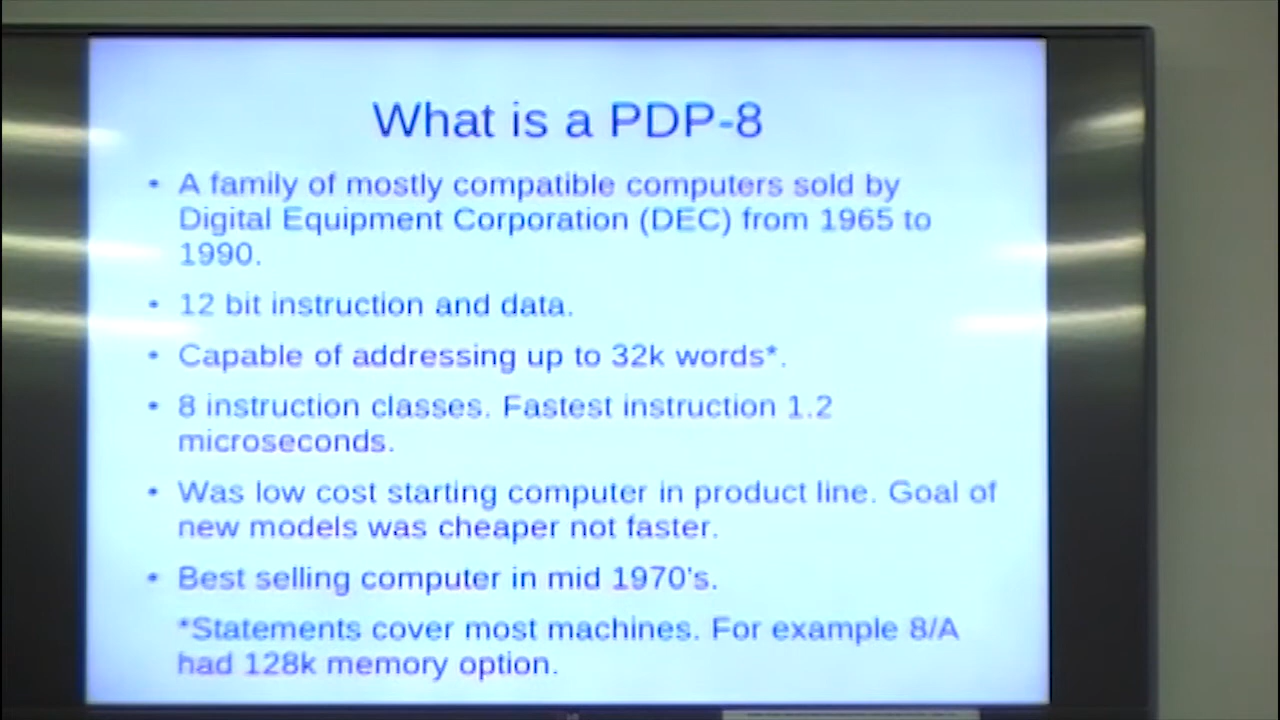 What is a PDP-8
• A family of mostly compatible computers sold by
Digital Equipment Corporation (DEC) from 1965 to
1990.
• 12 bit instruction and data.
• Capable of addressing up to 32k words*.
• 8 instruction classes. Fastest instruction 1.2
microseconds.
• Was low cost starting computer in product line. Goal of
new models was cheaper not faster.
• Best selling computer in mid 1970's.
*Statements cover most machines. For example 8/A
had 128k memory option.